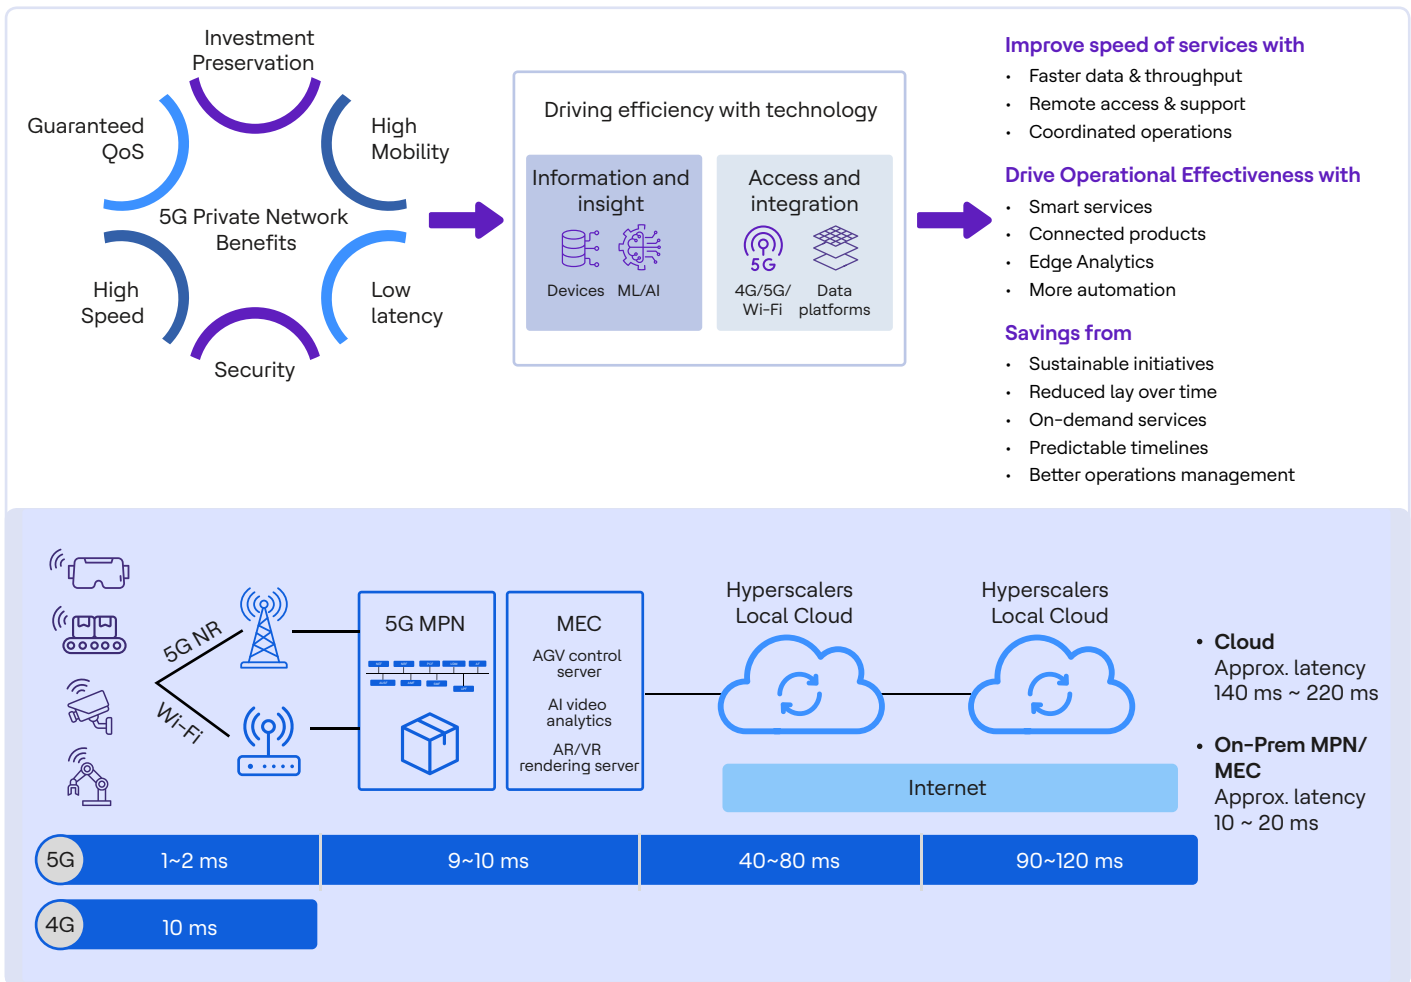 Investment
Preservation
Guaranteed
QoS
High
Mobility
5G Private Network
Benefits
High
Speed
Low
latency
Security
Driving efficiency with technology
Information and
insight
Devices
ML/AI
Access and
integration
5G
4G/5G/
Wi-Fi
Data
platforms
Improve speed of services with
• Faster data & throughput
• Remote access & support
• Coordinated operations
Drive Operational Effectiveness with
• Smart services
• Connected products
• Edge Analytics
• More automation
Savings from
• Sustainable initiatives
• Reduced lay over time
• On-demand services
• Predictable timelines
• Better operations management
5G NR
Wi-Fi
5G MPN
MEC
AGV control
server
AI video
analytics
AR/VR
rendering server
Hyperscalers
Local Cloud
Hyperscalers
Local Cloud
Internet
• Cloud
Approx. latency
140 ms ~ 220 ms
• On-Prem MPN/
MEC
Approx. latency
10 ~ 20 ms
5G
1~2 ms
9~10 ms
40~80 ms
90~120 ms
4G
10 ms